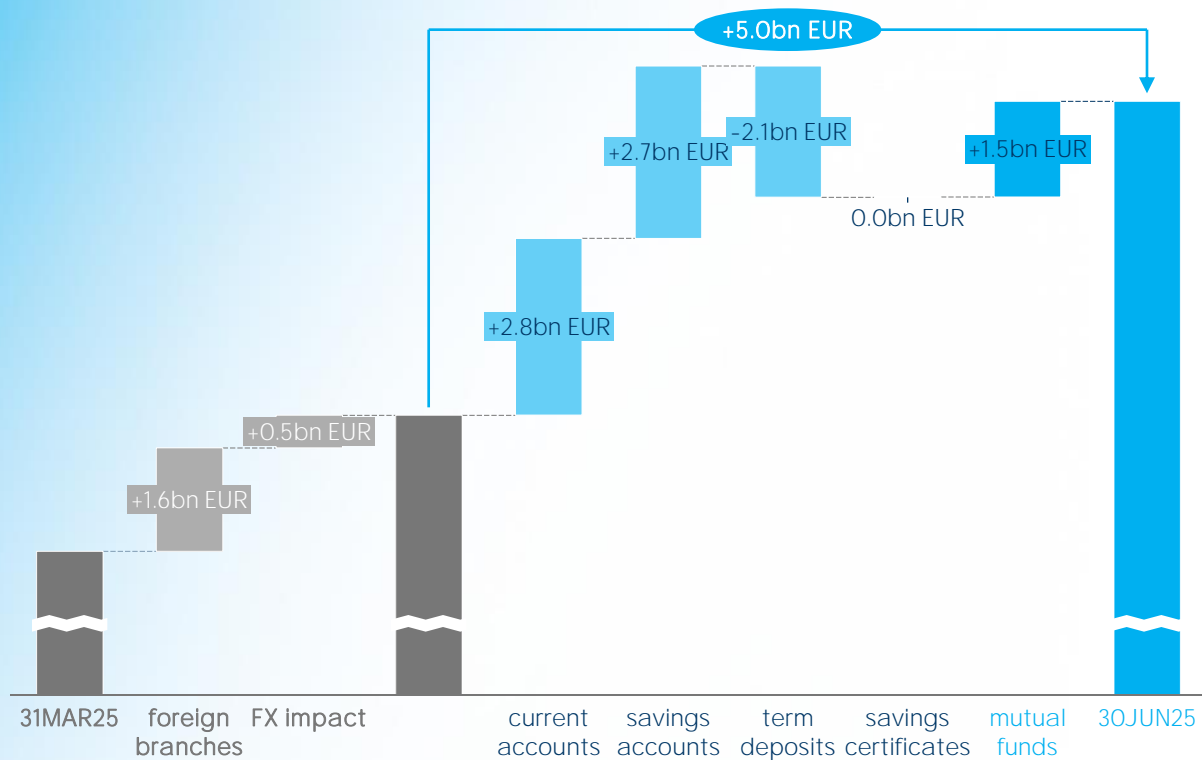 +5.0bn EUR
-2.1bn EUR
+2.7bn EUR
+1.5bn EUR
0.0bn EUR
+2.8bn EUR
+0.5bn EUR
+1.6bn EUR
31MAR25
foreign
branches
FX impact
current
accounts
savings
accounts
term
deposits
savings
certificates
mutual
funds
30JUN25